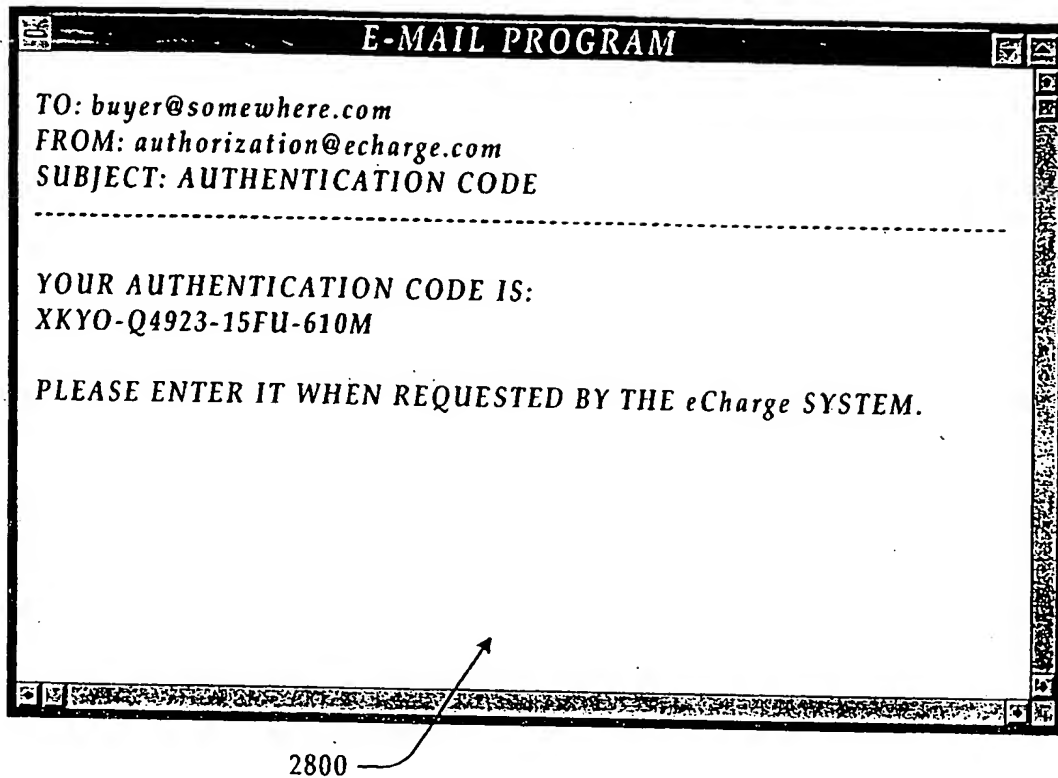 E-MAIL PROGRAM
TO: buyer@somewhere.com
FROM: authorization@echarge.com
SUBJECT: AUTHENTICATION CODE
YOUR AUTHENTICATION CODE IS:
XKYO-Q4923-15FU-610M
PLEASE ENTER IT WHEN REQUESTED BY THE eCharge SYSTEM.
2800